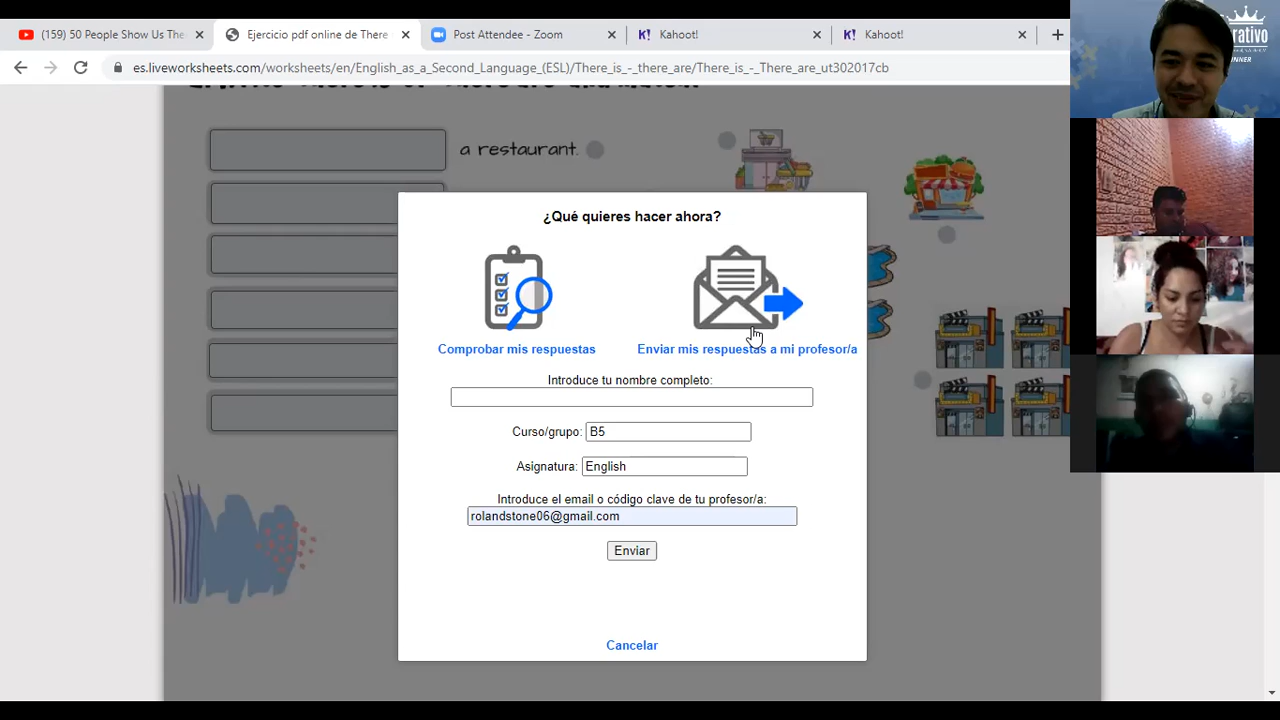 (159) 50 People Show Us The
Ejercicio pdf online de There
Post Attendee - Zoom
Kahoot!
Kahoot!
es.liveworksheets.com/worksheets/en/English_as_a_Second_Language_(ESL)/There_is_-_there_are/There_is_-_There_are_ut302017cb
a restaurant.
¿Qué quieres hacer ahora?
Comprobar mis respuestas
Enviar mis respuestas a mi profesor/a
Introduce tu nombre completo:
Curso/grupo: B5
Asignatura: English
Introduce el email o código clave de tu profesor/a:
rolandstone06@gmail.com
Enviar
Cancelar